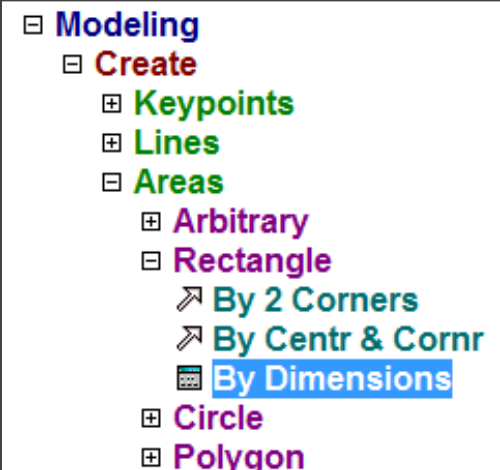 Modeling
Create
Keypoints
Lines
Areas
Arbitrary
Rectangle
By 2 Corners
By Centr & Cornr
By Dimensions
Circle
Polygon